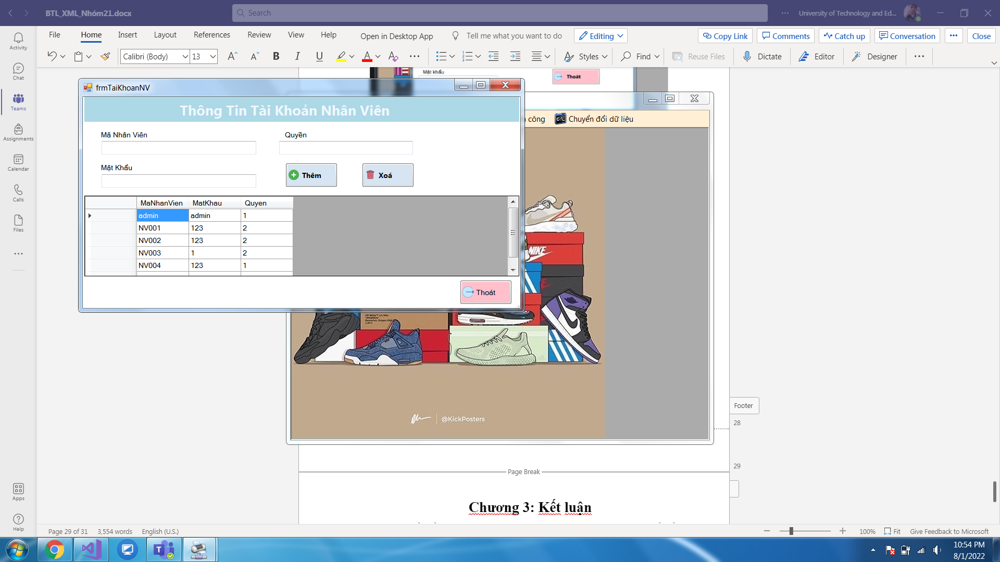 BTL_XML_Nhóm21.docx
Search
University of Technology and Ed...
File
Home
Insert
Layout
References
Review
View
Help
Open in Desktop App
Tell me what you want to do
Editing
Copy Link
Comments
Catch up
Conversation
Close
Calibri (Body)
13
B
I
U
A
Styles
Find
Reuse Files
Dictate
Editor
Designer
Activity
Chat
Teams
Assignments
Calendar
Calls
Files
Apps
Help
Mật khẩu
Thoát
frmTaiKhoanNV
Thông Tin Tài Khoản Nhân Viên
Mã Nhân Viên
Quyền
Mật Khẩu
Thêm
Xoá
MaNhanVien MatKhau Quyen
admin admin 1
NV001 123 2
NV002 123 2
NV003 1 2
NV004 123 1
Thoát
công
Chuyển đổi dữ liệu
NIKE
@KickPosters
Footer
28
29
Page Break
Chương 3: Kết luận
Page 29 of 31
3,554 words
English (U.S.)
100%
Fit
Give Feedback to Microsoft
10:54 PM
8/1/2022